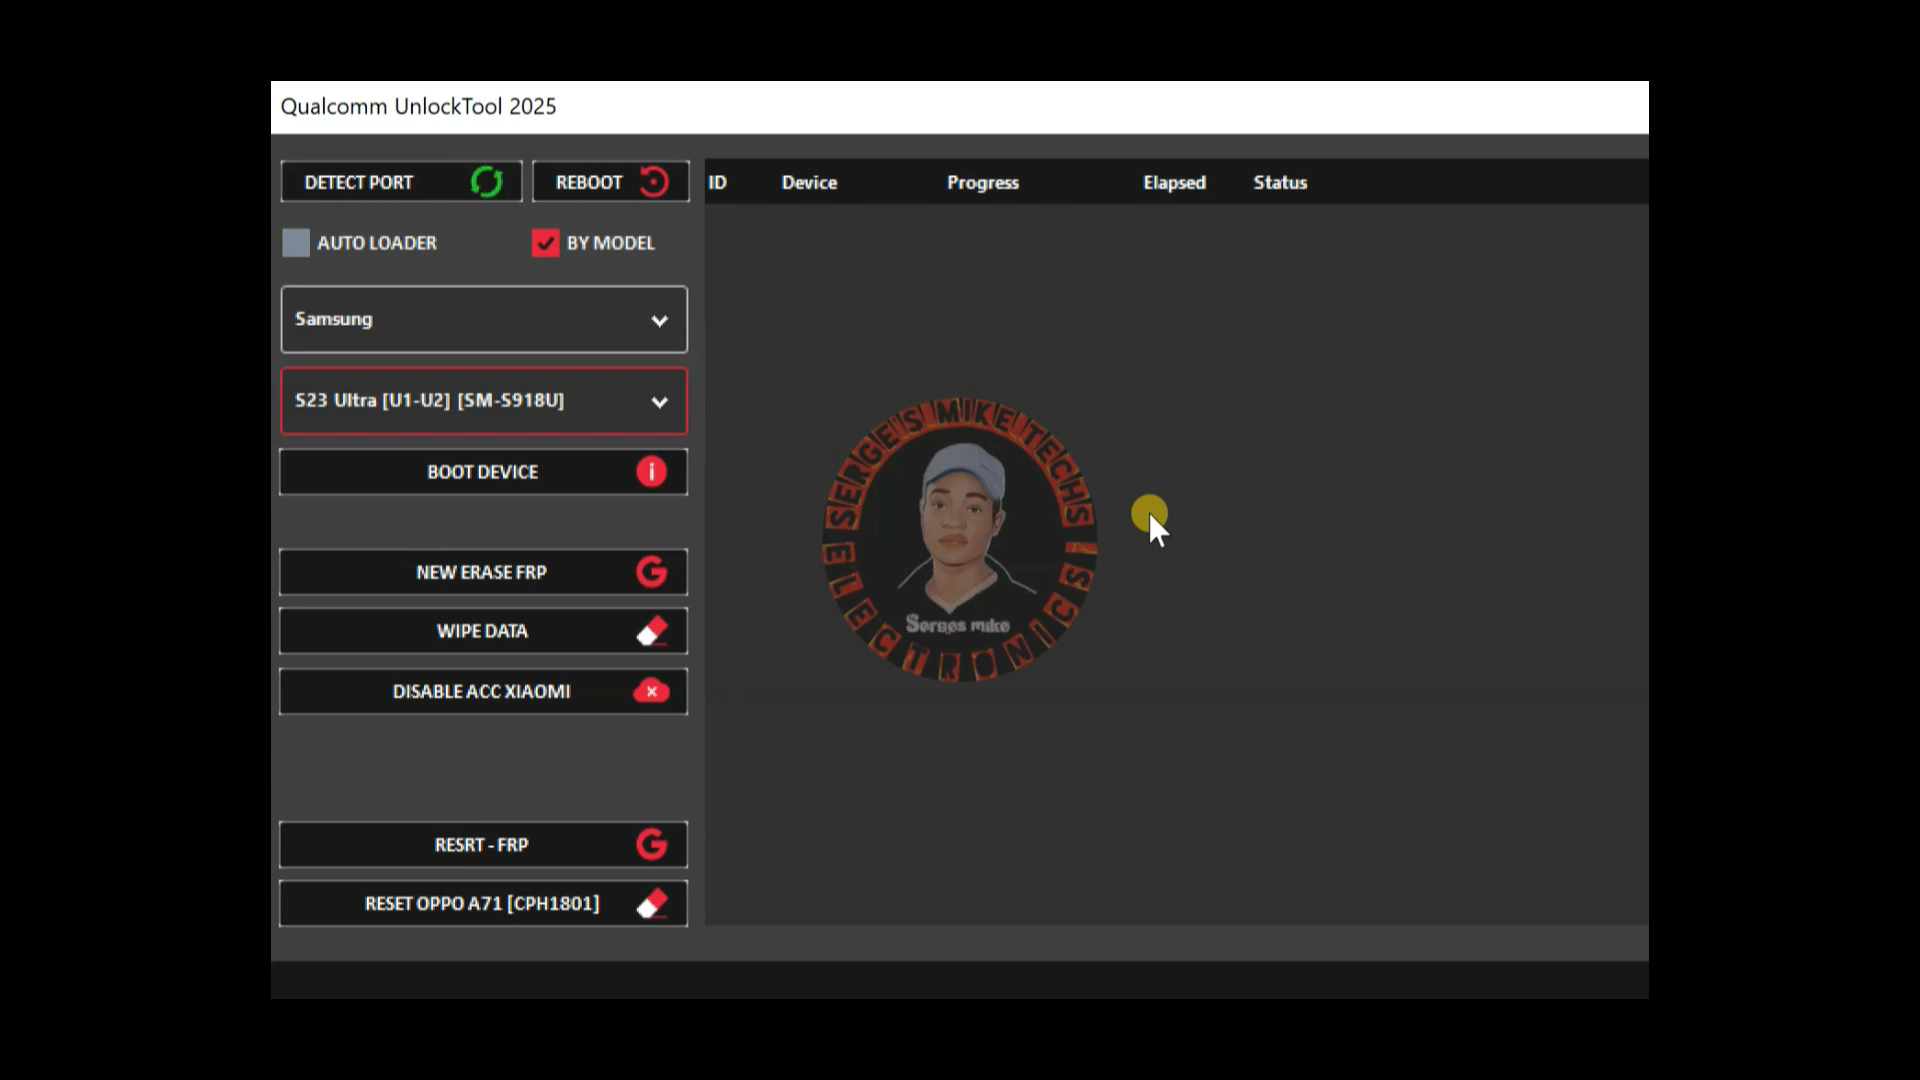 Qualcomm UnlockTool 2025
DETECT PORT
REBOOT
ID Device Progress Elapsed Status
AUTO LOADER
BY MODEL
Samsung
S23 Ultra [U1-U2] [SM-S918U]
BOOT DEVICE
NEW ERASE FRP
WIPE DATA
DISABLE ACC XIAOMI
RESRT - FRP
RESET OPPO A71 [CPH1801]
SERGE'S MIKE TECHS
ELECTRONICS
Serges mike